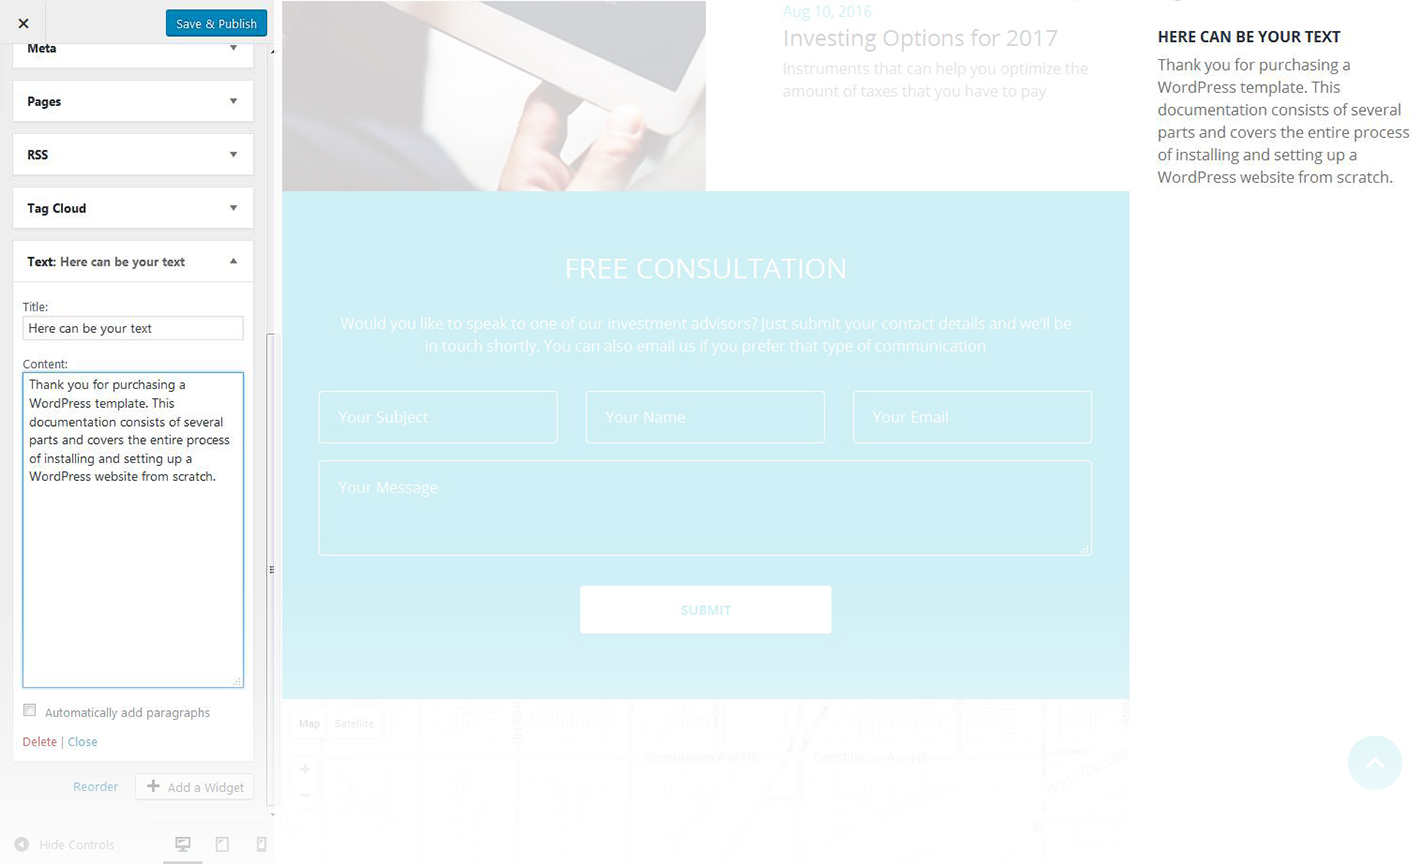 Save & Publish
Meta
Pages
RSS
Tag Cloud
Text: Here can be your text
Title:
Here can be your text
Content:
Thank you for purchasing a
WordPress template. This
documentation consists of several
parts and covers the entire process
of installing and setting up a
WordPress website from scratch.
Automatically add paragraphs
Delete | Close
Reorder
Add a Widget
Hide Controls
Aug 10, 2016
Investing Options for 2017
Instruments that can help you optimize the
amount of taxes that you have to pay
FREE CONSULTATION
Would you like to speak to one of our investment advisors? Just submit your contact details and we'll be
in touch shortly. You can also email us if you prefer that type of communication
Your Subject
Your Name
Your Email
Your Message
SUBMIT
Map
Satellite
Constitution Ave NE
Constitution Ave NE
North Carolina
HERE CAN BE YOUR TEXT
Thank you for purchasing a
WordPress template. This
documentation consists of several
parts and covers the entire process
of installing and setting up a
WordPress website from scratch.